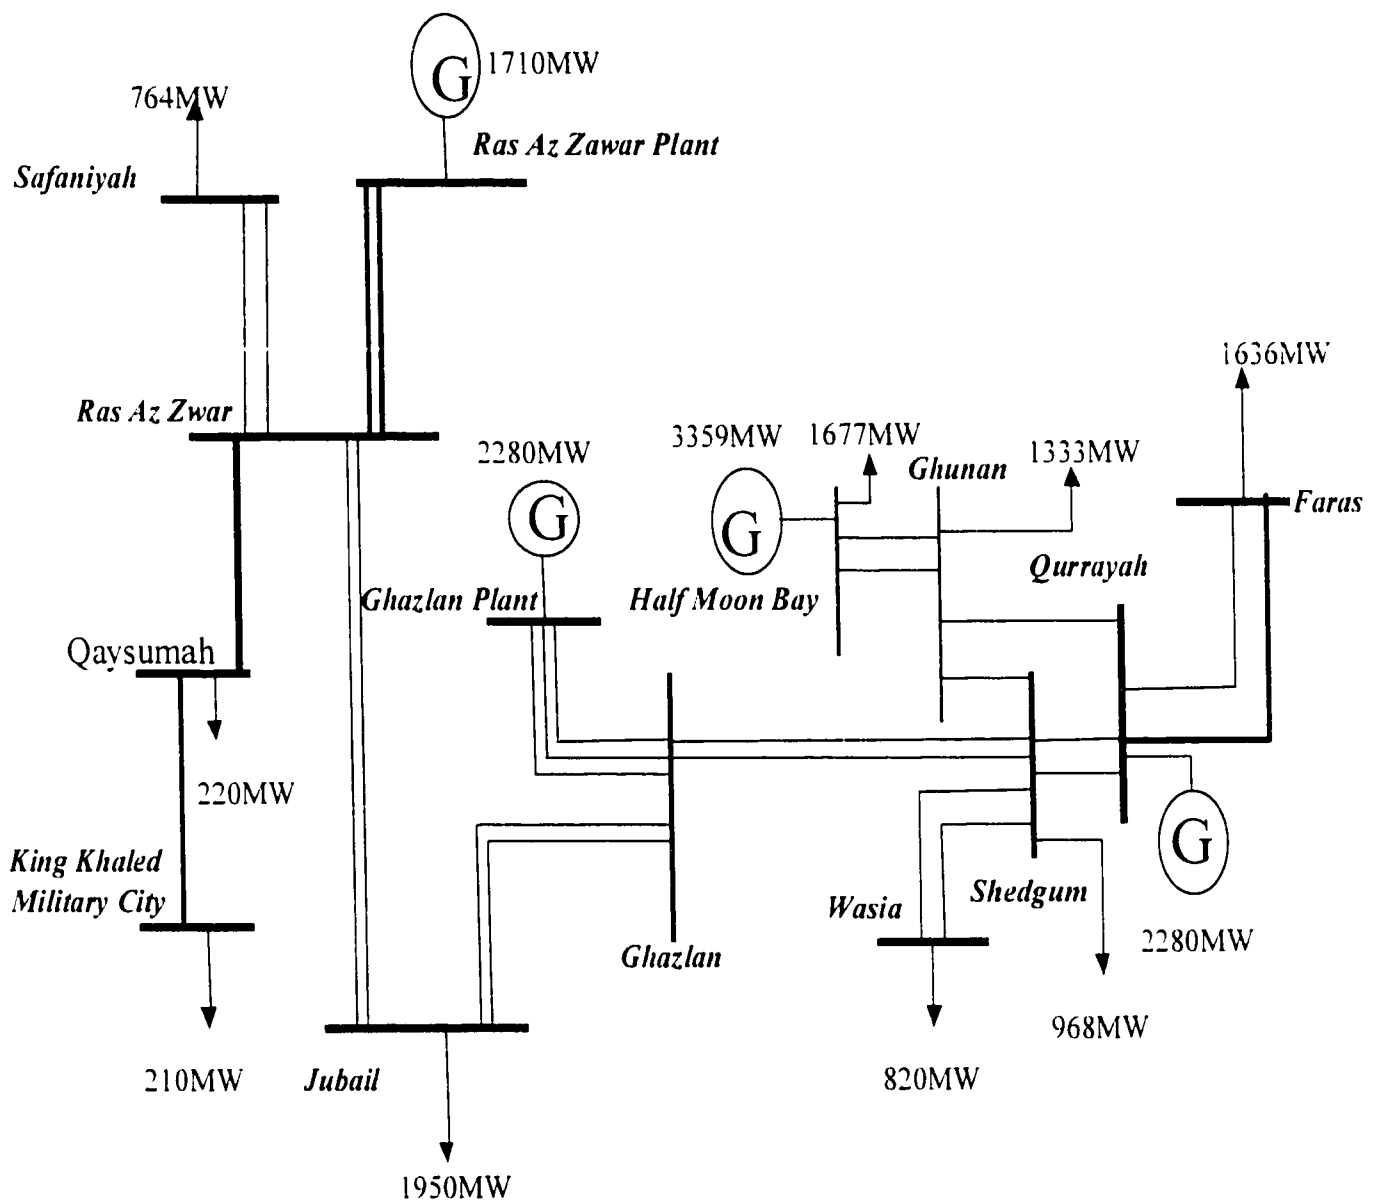 G
1710MW
764MW
Ras Az Zawar Plant
Safaniyah
1636MW
Ras Az Zwar
2280MW
3359MW
1677MW
1333MW
Ghunan
Faras
G
G
Qurrayah
Ghazlan Plant
Half Moon Bay
Qaysumah
220MW
G
King Khaled
Military City
Wasia
Shedgum
2280MW
Ghazlan
968MW
210MW
Jubail
820MW
1950MW